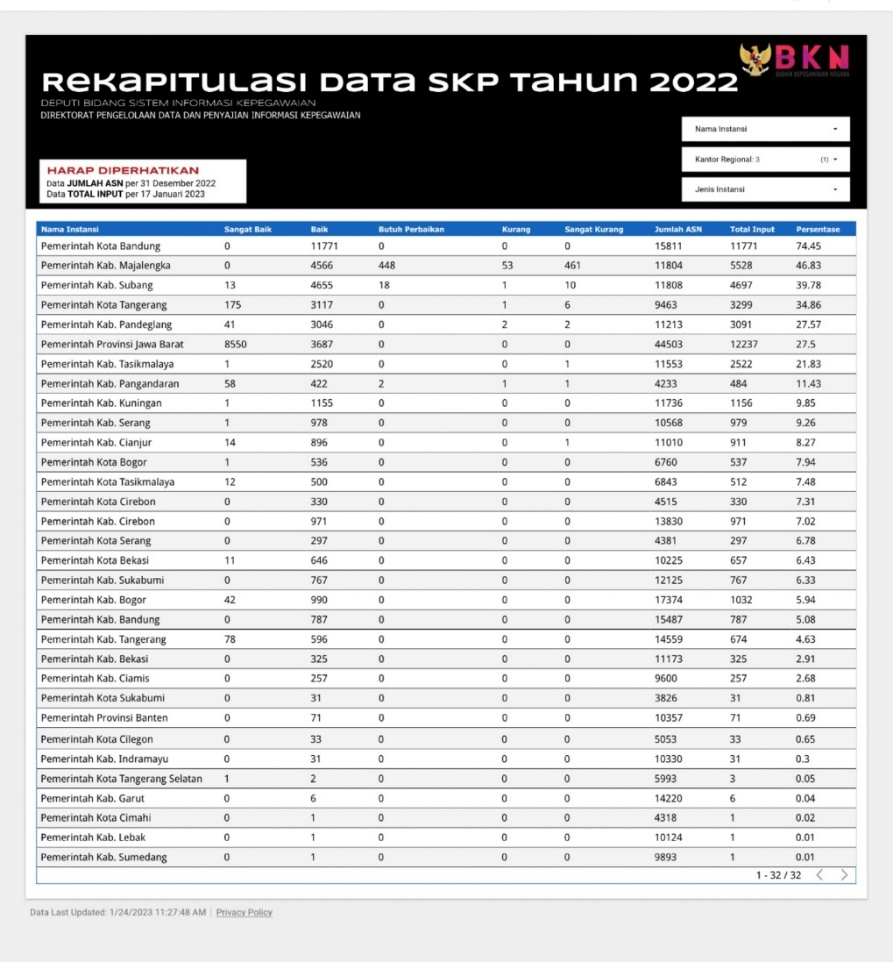 BKN
BADAN KEPEGAWAIAN NEGARA
Rekapitulasi Data SKP Tahun 2022
DEPUTI BIDANG SISTEM INFORMASI KEPEGAWAIAN
DIREKTORAT PENGELOLAAN DATA DAN PENYAJIAN INFORMASI KEPEGAWAIAN
Nama Instansi
Kantor Regional: 3 (1)
Jenis Instansi
HARAP DIPERHATIKAN
Data JUMLAH ASN per 31 Desember 2022
Data TOTAL INPUT per 17 Januari 2023
Nama Instansi Sangat Baik Baik Butuh Perbaikan Kurang Sangat Kurang Jumlah ASN Total Input Persentase
Pemerintah Kota Bandung 0 11771 0 0 0 15811 11771 74.45
Pemerintah Kab. Majalengka 0 4566 448 53 461 11804 5528 46.83
Pemerintah Kab. Subang 13 4655 18 1 10 11808 4697 39.78
Pemerintah Kota Tangerang 175 3117 0 1 6 9463 3299 34.86
Pemerintah Kab. Pandeglang 41 3046 0 2 2 11213 3091 27.57
Pemerintah Provinsi Jawa Barat 8550 3687 0 0 0 44503 12237 27.5
Pemerintah Kab. Tasikmalaya 1 2520 0 0 1 11553 2522 21.83
Pemerintah Kab. Pangandaran 58 422 2 1 1 4233 484 11.43
Pemerintah Kab. Kuningan 1 1155 0 0 0 11736 1156 9.85
Pemerintah Kab. Serang 1 978 0 0 0 10568 979 9.26
Pemerintah Kab. Cianjur 14 896 0 0 1 11010 911 8.27
Pemerintah Kota Bogor 1 536 0 0 0 6760 537 7.94
Pemerintah Kota Tasikmalaya 12 500 0 0 0 6843 512 7.48
Pemerintah Kota Cirebon 0 330 0 0 0 4515 330 7.31
Pemerintah Kab. Cirebon 0 971 0 0 0 13830 971 7.02
Pemerintah Kota Serang 0 297 0 0 0 4381 297 6.78
Pemerintah Kota Bekasi 11 646 0 0 0 10225 657 6.43
Pemerintah Kab. Sukabumi 0 767 0 0 0 12125 767 6.33
Pemerintah Kab. Bogor 42 990 0 0 0 17374 1032 5.94
Pemerintah Kab. Bandung 0 787 0 0 0 15487 787 5.08
Pemerintah Kab. Tangerang 78 596 0 0 0 14559 674 4.63
Pemerintah Kab. Bekasi 0 325 0 0 0 11173 325 2.91
Pemerintah Kab. Ciamis 0 257 0 0 0 9600 257 2.68
Pemerintah Kota Sukabumi 0 31 0 0 0 3826 31 0.81
Pemerintah Provinsi Banten 0 71 0 0 0 10357 71 0.69
Pemerintah Kota Cilegon 0 33 0 0 0 5053 33 0.65
Pemerintah Kab. Indramayu 0 31 0 0 0 10330 31 0.3
Pemerintah Kota Tangerang Selatan 1 2 0 0 0 5993 3 0.05
Pemerintah Kab. Garut 0 6 0 0 0 14220 6 0.04
Pemerintah Kota Cimahi 0 1 0 0 0 4318 1 0.02
Pemerintah Kab. Lebak 0 1 0 0 0 10124 1 0.01
Pemerintah Kab. Sumedang 0 1 0 0 0 9893 1 0.01
1 - 32 / 32
Data Last Updated: 1/24/2023 11:27:48 AM | Privacy Policy